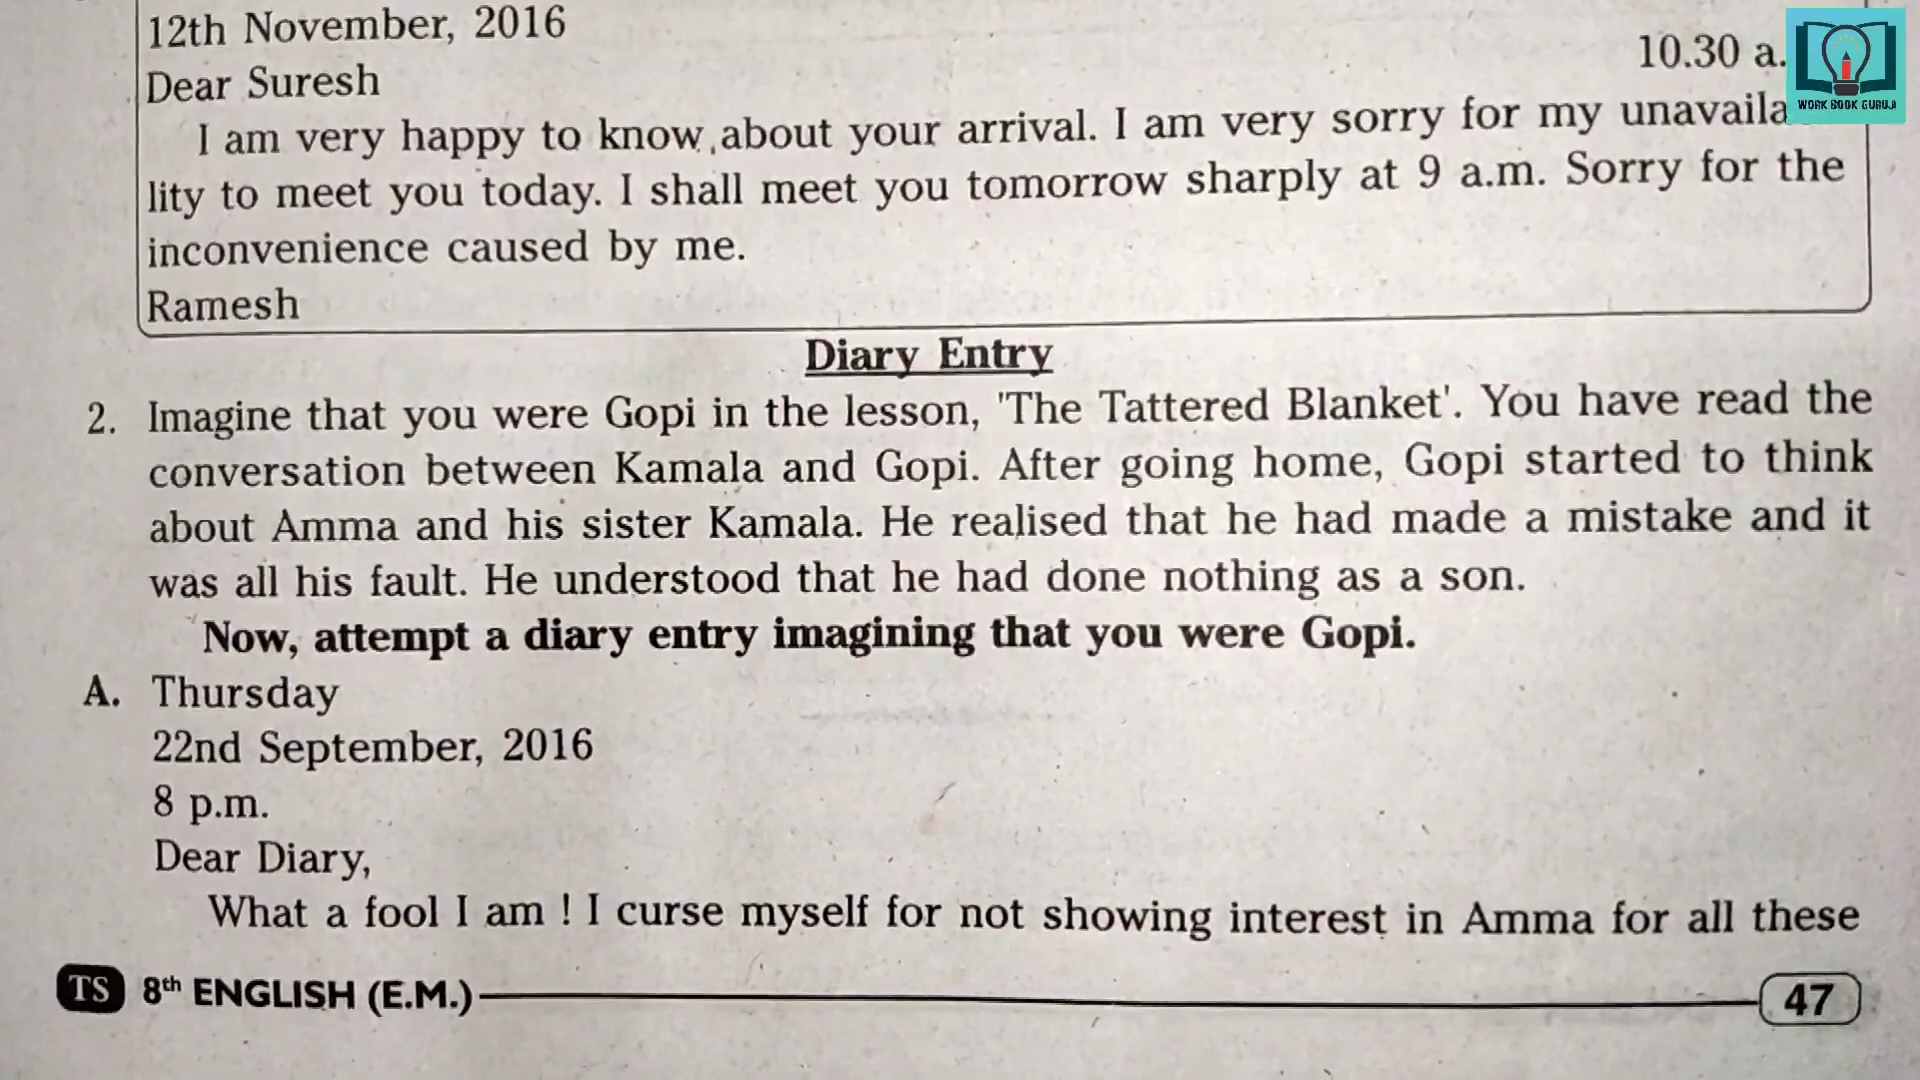 12th November, 2016
10.30 a.
Dear Suresh
I am very happy to know about your arrival. I am very sorry for my unavaila
lity to meet you today. I shall meet you tomorrow sharply at 9 a.m. Sorry for the
inconvenience caused by me.
Ramesh
Diary Entry
2. Imagine that you were Gopi in the lesson, 'The Tattered Blanket'. You have read the
conversation between Kamala and Gopi. After going home, Gopi started to think
about Amma and his sister Kamala. He realised that he had made a mistake and it
was all his fault. He understood that he had done nothing as a son.
Now, attempt a diary entry imagining that you were Gopi.
A. Thursday
22nd September, 2016
8 p.m.
Dear Diary,
What a fool I am ! I curse myself for not showing interest in Amma for all these
TS 8th ENGLISH (E.M.) 47
WORK BOOK GURUJI